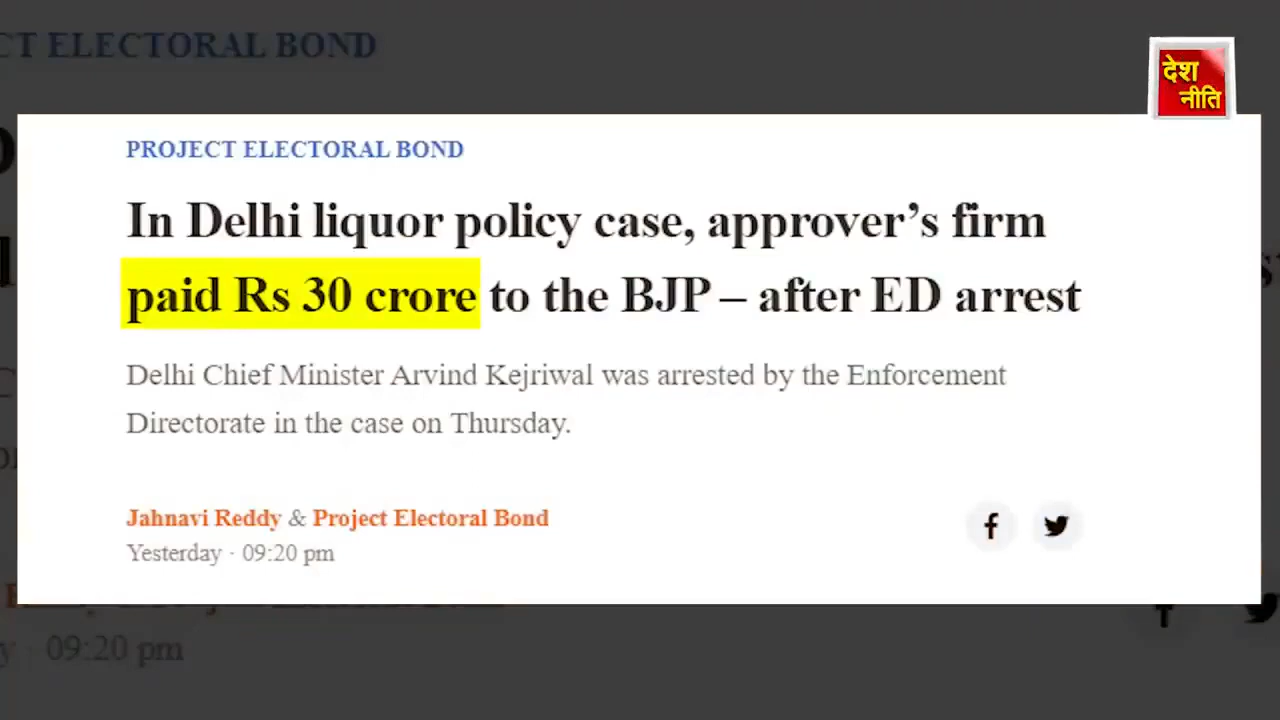 CT ELECTORAL BOND
देश
नीति
PROJECT ELECTORAL BOND
In Delhi liquor policy case, approver’s firm
paid Rs 30 crore to the BJP – after ED arrest
Delhi Chief Minister Arvind Kejriwal was arrested by the Enforcement
Directorate in the case on Thursday.
Jahnavi Reddy & Project Electoral Bond
Yesterday · 09:20 pm
y · 09:20 pm